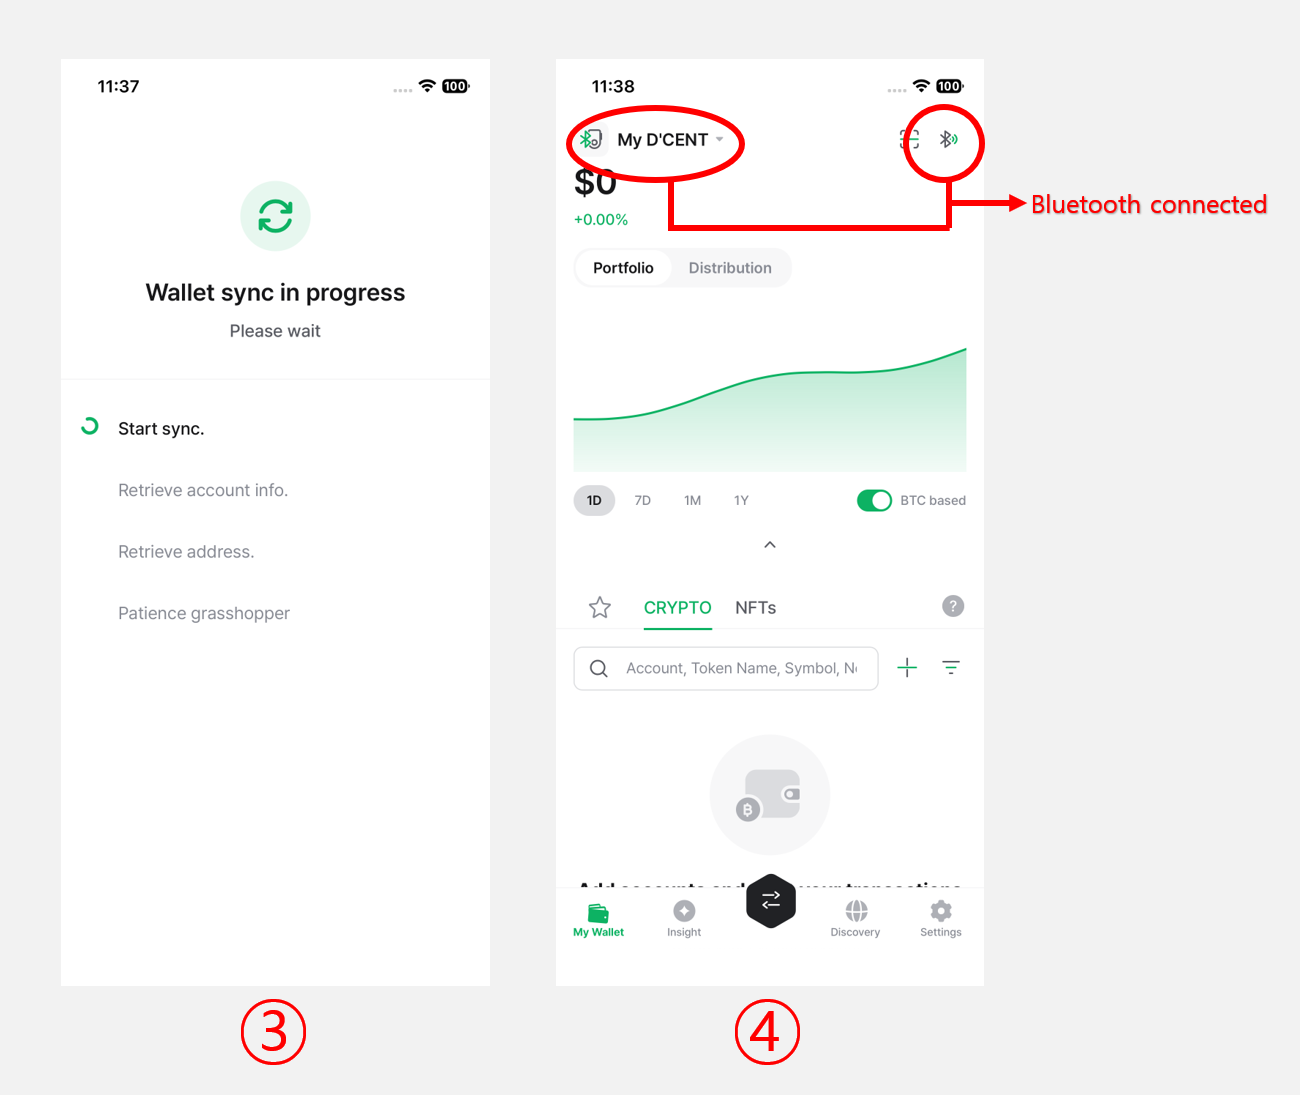 11:37
100
Wallet sync in progress
Please wait
Start sync.
Retrieve account info.
Retrieve address.
Patience grasshopper
③
11:38
100
My D'CENT
$0
+0.00%
Bluetooth connected
Portfolio Distribution
1D 7D 1M 1Y BTC based
CRYPTO NFTs ?
Account, Token Name, Symbol, N
My Wallet Insight Discovery Settings
④